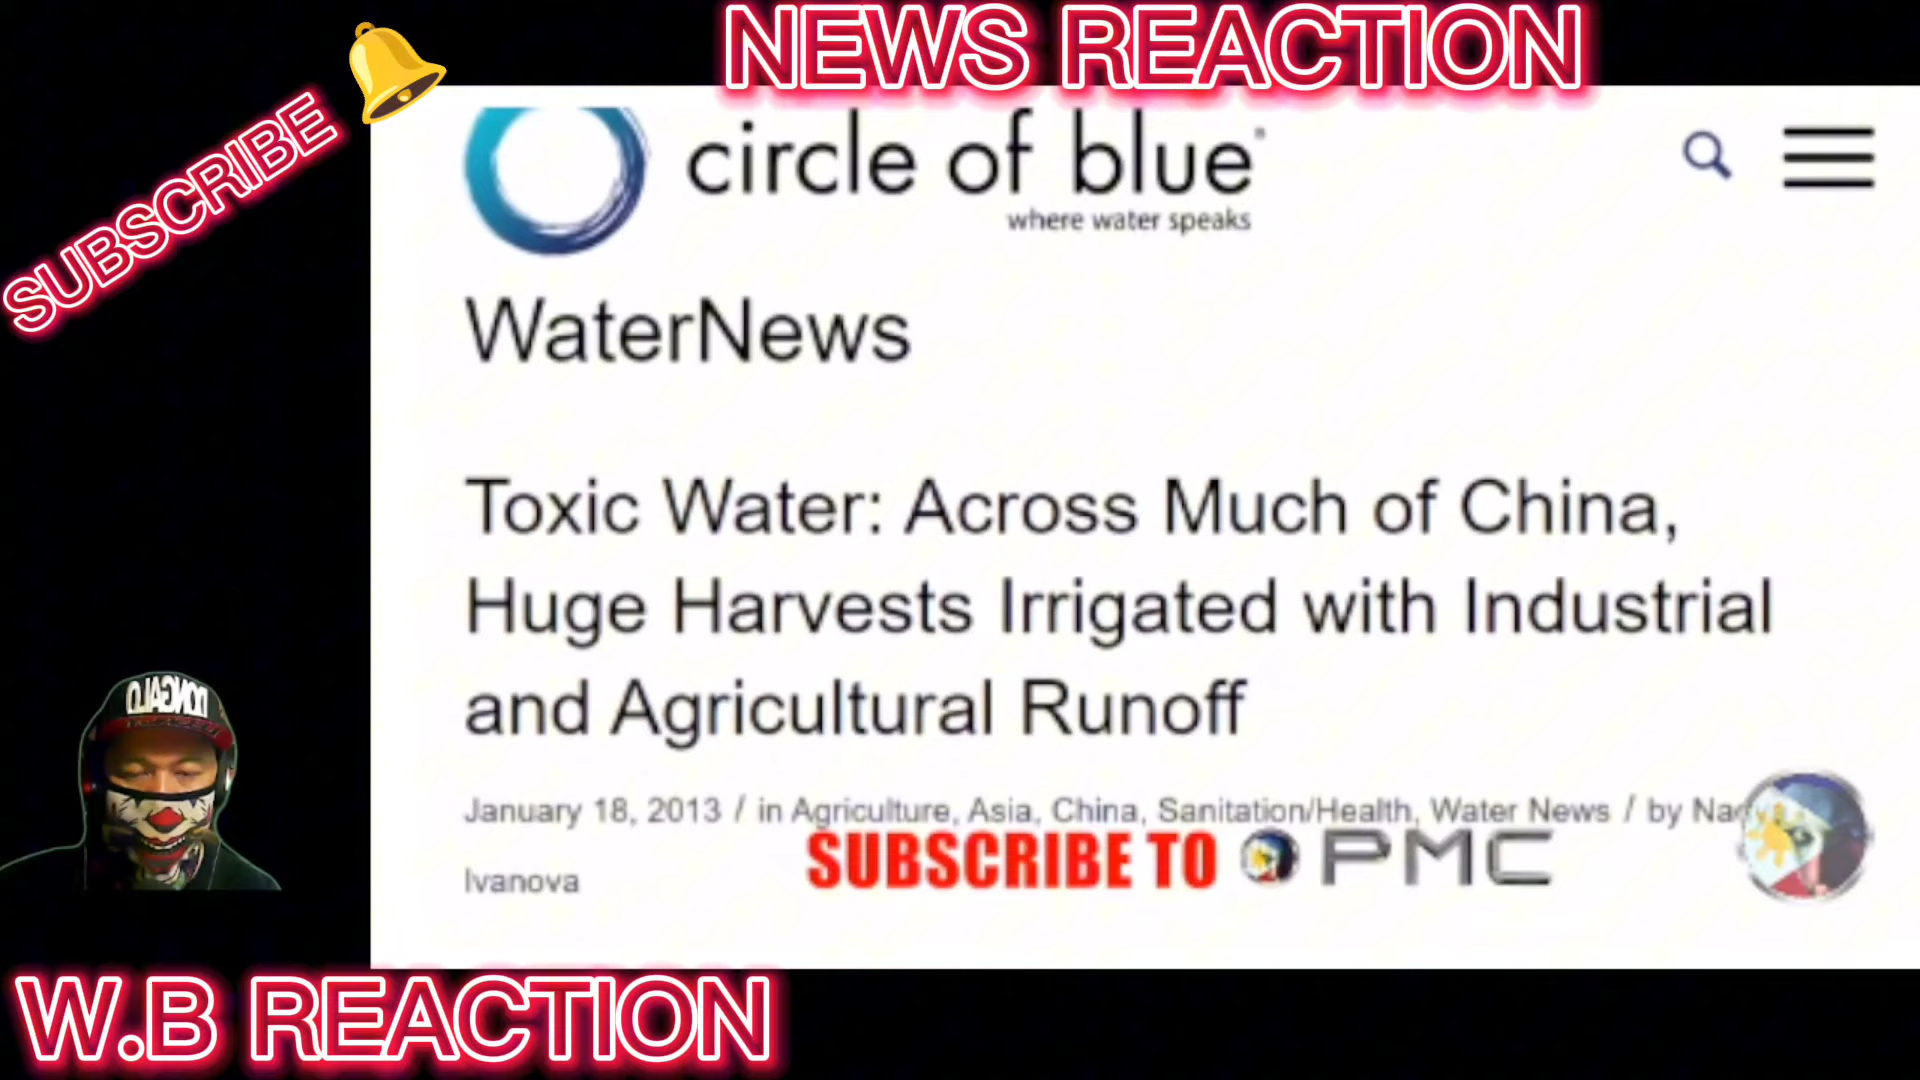 NEWS REACTION
SUBSCRIBE
circle of blue
where water speaks
WaterNews
Toxic Water: Across Much of China,
Huge Harvests Irrigated with Industrial
and Agricultural Runoff
January 18, 2013 / in Agriculture, Asia, China, Sanitation/Health, Water News / by
Ivanova
SUBSCRIBE TO PMC
DONGALO
W.B REACTION